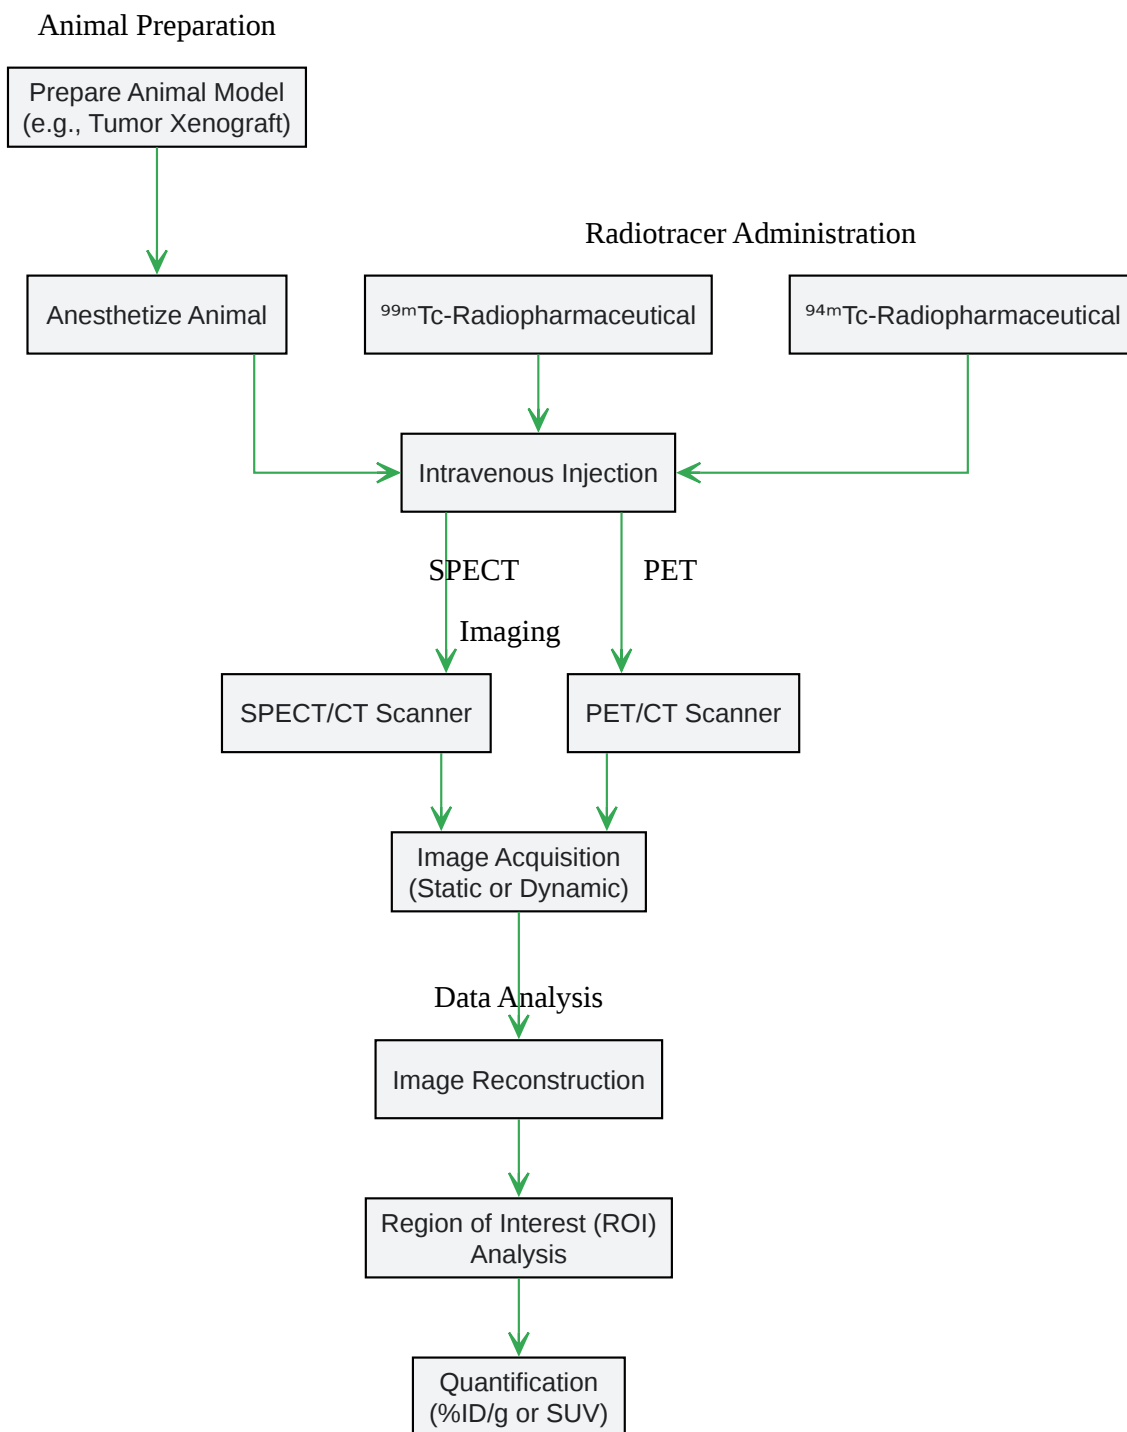 Animal Preparation
Prepare Animal Model
(e.g., Tumor Xenograft)
Radiotracer Administration
Anesthetize Animal
⁹⁹ᵐTc-Radiopharmaceutical
⁹⁴ᵐTc-Radiopharmaceutical
Intravenous Injection
SPECT
PET
Imaging
SPECT/CT Scanner
PET/CT Scanner
Image Acquisition
(Static or Dynamic)
Data Analysis
Image Reconstruction
Region of Interest (ROI)
Analysis
Quantification
(%ID/g or SUV)